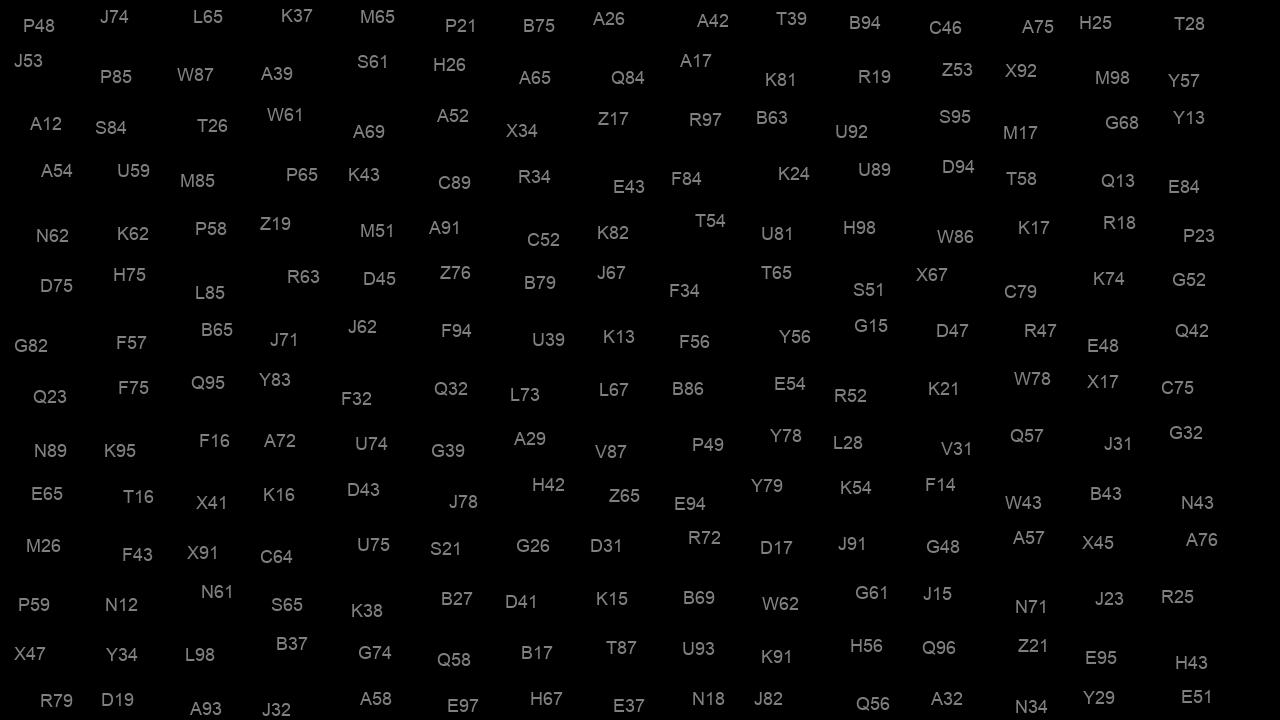 P48 J74 L65 K37 M65 P21 B75 A26 A42 T39 B94 C46 A75 H25 T28
J53 P85 W87 A39 S61 H26 A65 Q84 A17 K81 R19 Z53 X92 M98 Y57
A12 S84 T26 W61 A69 A52 X34 Z17 R97 B63 U92 S95 M17 G68 Y13
A54 U59 M85 P65 K43 C89 R34 E43 F84 K24 U89 D94 T58 Q13 E84
N62 K62 P58 Z19 M51 A91 C52 K82 T54 U81 H98 W86 K17 R18 P23
D75 H75 L85 R63 D45 Z76 B79 J67 F34 T65 S51 X67 C79 K74 G52
G82 F57 B65 J71 J62 F94 U39 K13 F56 Y56 G15 D47 R47 E48 Q42
Q23 F75 Q95 Y83 F32 Q32 L73 L67 B86 E54 R52 K21 W78 X17 C75
N89 K95 F16 A72 U74 G39 A29 V87 P49 Y78 L28 V31 Q57 J31 G32
E65 T16 X41 K16 D43 J78 H42 Z65 E94 Y79 K54 F14 W43 B43 N43
M26 F43 X91 C64 U75 S21 G26 D31 R72 D17 J91 G48 A57 X45 A76
P59 N12 N61 S65 K38 B27 D41 K15 B69 W62 G61 J15 N71 J23 R25
X47 Y34 L98 B37 G74 Q58 B17 T87 U93 K91 H56 Q96 Z21 E95 H43
R79 D19 A93 J32 A58 E97 H67 E37 N18 J82 Q56 A32 N34 Y29 E51